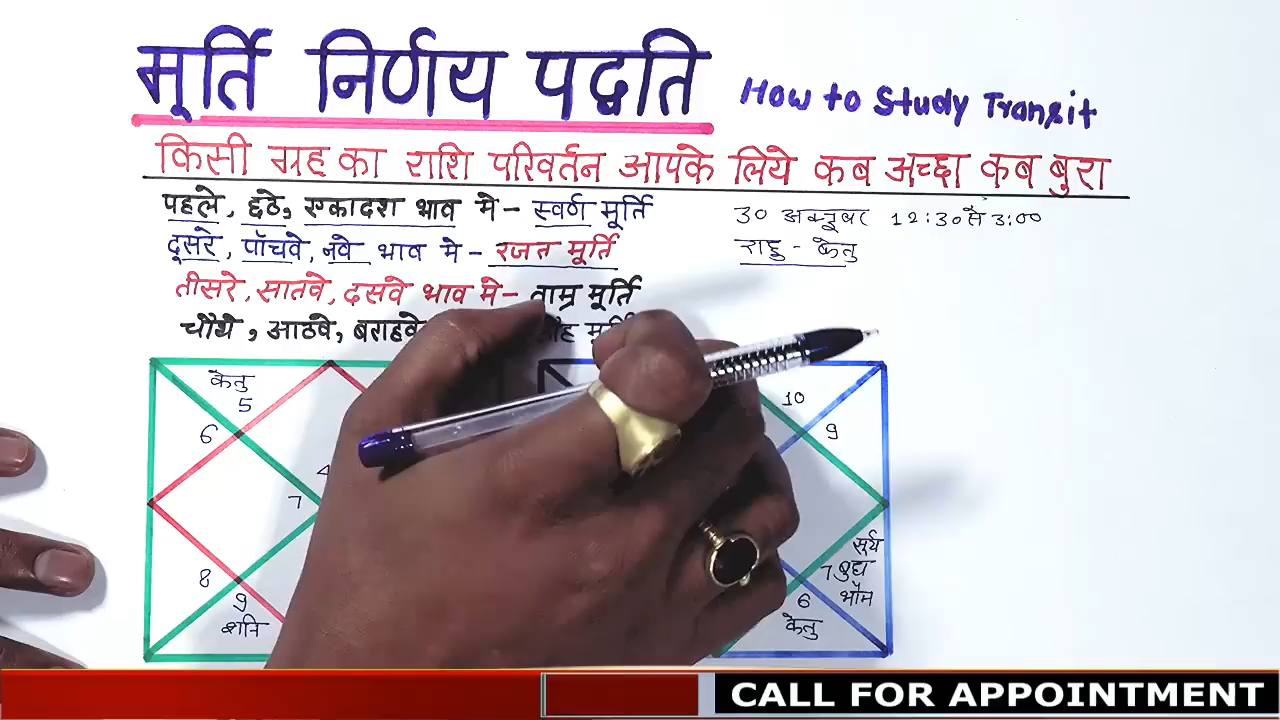 मूर्ति निर्णय पद्वति How to Study Tranxit
किसी ग्रह का राशि परिवर्तन आपके लिये कब अच्छा कब बुरा
पहले, छठे, एकादश भाव मे - स्वर्ण मूर्ति
दूसरे, पॉचवे, नवे भाव मे - रजत मूर्ति
तीसरे, सातवे, दसवे भाव मे - ताम्र मूर्ति
चौथे, आठवे, बराहवे मूर्ति
30 अक्तूबर 12:30 से 3:00
राहु - केतु
केतु
5
6
4
7
8
9
शनि
10
9
सूर्य
7 बुध
भौम
6
केतु
CALL FOR APPOINTMENT